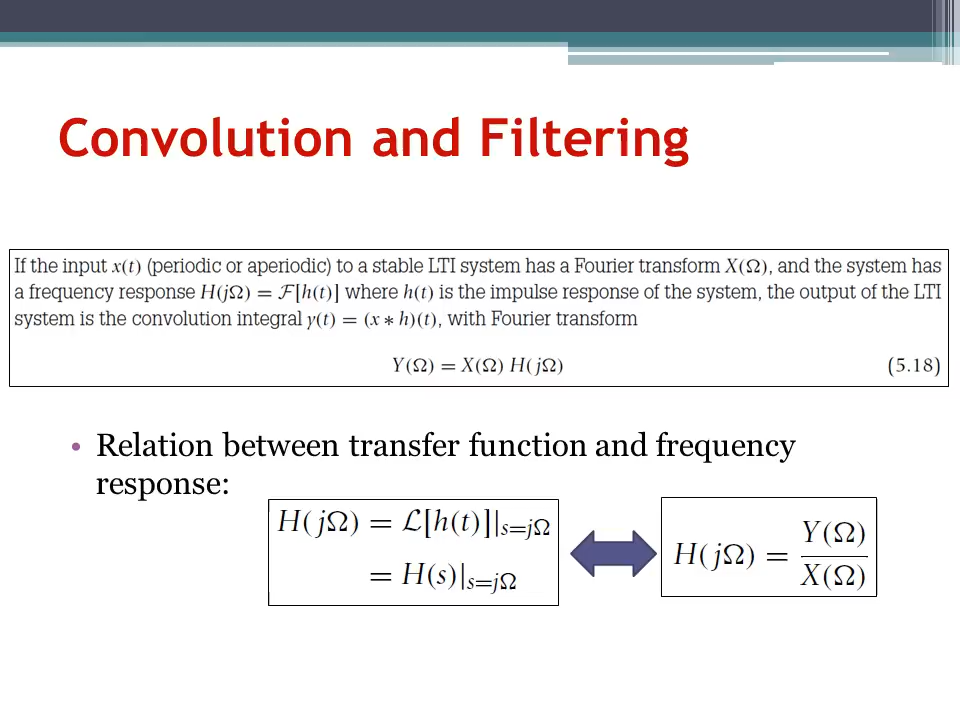 Convolution and Filtering
If the input x(t) (periodic or aperiodic) to a stable LTI system has a Fourier transform X(Ω), and the system has
a frequency response H(jΩ) = ℱ[h(t)] where h(t) is the impulse response of the system, the output of the LTI
system is the convolution integral y(t) = (x ∗ h)(t), with Fourier transform
Y(Ω) = X(Ω) H(jΩ) (5.18)
• Relation between transfer function and frequency
response:
H(jΩ) = ℒ[h(t)]|s=jΩ
= H(s)|s=jΩ
H(jΩ) = Y(Ω)/X(Ω)